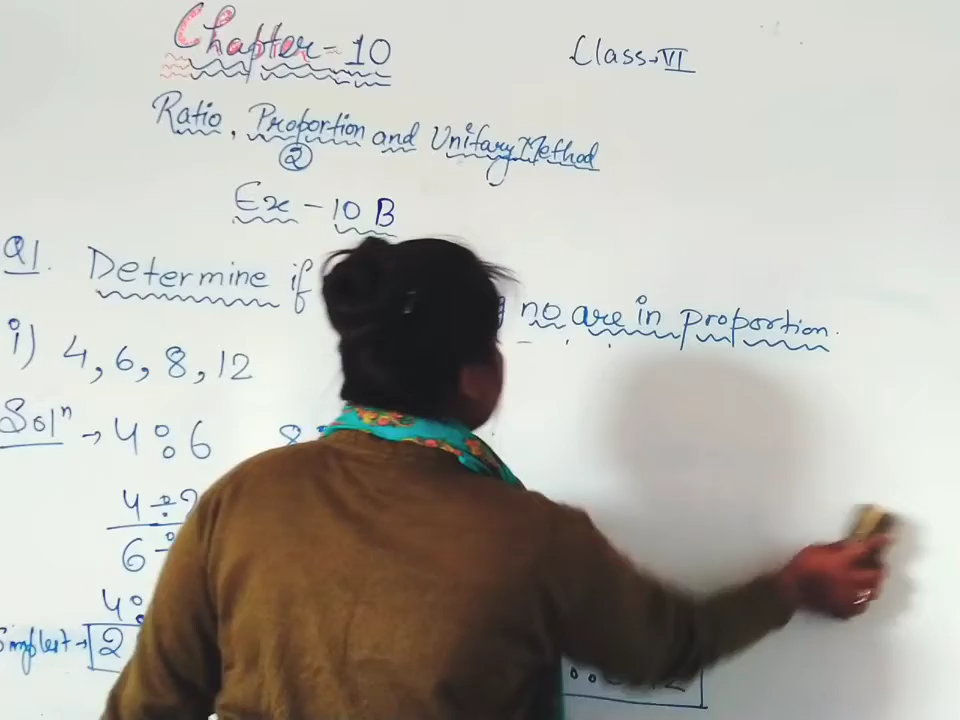 Chapter-10
Class-VI
Ratio, Proportion and Unitary Method
②
Ex - 10 B
Q1. Determine if no are in proportion.
i) 4, 6, 8, 12
Solⁿ → 4:6 8
4÷2
6÷
4:
Simplest → 2